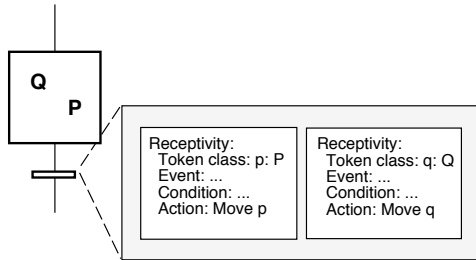 Q
P
Receptivity:
Token class: p: P
Event: ...
Condition: ...
Action: Move p
Receptivity:
Token class: q: Q
Event: ...
Condition: ...
Action: Move q